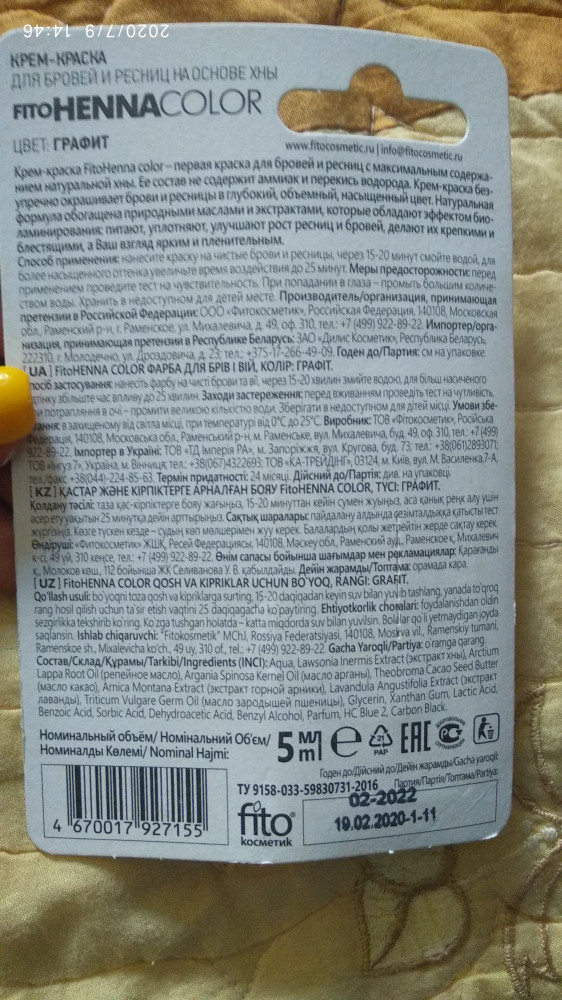 2020/7/9 14:46
КРЕМ-КРАСКА
ДЛЯ БРОВЕЙ И РЕСНИЦ НА ОСНОВЕ ХНЫ
FITOHENNACOLOR
ЦВЕТ: ГРАФИТ
www.fitocosmetic.ru | info@fitocosmetic.ru
Крем-краска FitoHenna color – первая краска для бровей и ресниц с максимальным содержа-
нием натуральной хны. Ее состав не содержит аммиак и перекись водорода. Крем-краска без-
упречно окрашивает брови и ресницы в глубокий, объемный, насыщенный цвет. Натуральная
формула обогащена природными маслами и экстрактами, которые обладают эффектом био-
ламинирования: питают, уплотняют, улучшают рост ресниц и бровей, делают их крепкими и
блестящими, а Ваш взгляд ярким и пленительным.
Способ применения: нанесите краску на чистые брови и ресницы, через 15-20 минут смойте водой, для
более насыщенного оттенка увеличьте время воздействия до 25 минут. Меры предосторожности: перед
применением проведите тест на чувствительность. При попадании в глаза – промыть большим количе-
ством воды. Хранить в недоступном для детей месте. Производитель/организация, принимающая
претензии в Российской Федерации: ООО «Фитокосметик», Российская Федерация, 140108, Московская
обл., Раменский р-н, г. Раменское, ул. Михалевича, д. 49, оф. 310, тел.: +7 (499) 922-89-22. Импортер/орга-
низация, принимающая претензии в Республике Беларусь: ЗАО «Дилис Косметик», Республика Беларусь,
222310, г. Молодечно, ул. Дроздовича, д. 23; тел.: +375-17-266-49-09. Годен до/Партия: см на упаковке.
UA ] FitoHENNA COLOR ФАРБА ДЛЯ БРІВ І ВІЙ, КОЛІР: ГРАФІТ.
посіб застосування: нанесіть фарбу на чисті брови та вії, через 15-20 хвилин змийте водою, для більш насиченого
дтінку збільште час впливу до 25 хвилин. Заходи застереження: перед вживанням проведіть тест на чутливість.
ри потраплянні в очі – промити великою кількістю води. Зберігати в недоступном для дітей місці. Умови збе-
гання: в захищеному від світла місці, при температурі від 0°С до 25°С. Виробник: ТОВ «Фітокосметік», Російська
Федерація, 140108, Московська обл., Раменський р-н, м. Раменське, вул. Михалевича, буд. 49, оф. 310, тел.: +7 (499)
922-89-22. Імпортер в Україні: ТОВ «ТД Імперія РА», м. Запоріжжя, вул. Кругова, буд. 73; тел.: +38(061)2893071
ТОВ «Інгуз 7», Україна, м. Вінниця; тел.: +38(067)4322693; ТОВ «КА-ТРЕЙДІНГ», 03124, м. Київ, вул. М. Василенка,7-А,
тел./факс +38(044)-224-85-63. Термін придатності: 24 місяці. Дійсний до/Партія: див. на упаковці.
[ KZ ] ҚАСТАР ЖӘНЕ КІРПІКТЕРГЕ АРНАЛҒАН БОЯУ FitoHENNA COLOR, ТҮСІ: ГРАФИТ.
Қолдану тәсілі: таза қас-кірпіктерге бояу жағыңыз, 15-20 минуттан кейін сумен жуыңыз, аса қанық реңк алу үшін
әсер ету уақытын 25 минутқа дейін арттырыңыз. Сақтық шаралары: пайдалану алдында сезімталдыққа қатысты тест
жүргізіңіз. Көзге түскен кезде – судың көп мөлшерімен жуу керек. Балалардың қолы жетпейтін жерде сақтау керек.
Өндіруші: «Фитокосметик» ЖШҚ, Ресей Федерациясы, 140108, Мәскеу обл., Раменский ауд., Раменское қ., Михалевич
к-сі, 49 үй, 310 кеңсе, тел.: +7 (499) 922-89-22. Өнім сапасы бойынша шағымдар мен рекламациялар: Қарағанды
қ., Молоков көш., 112 бойынша ЖК Селиванова У. В. қабылдайды. Дейін жарамды/Топтама: орамада қара.
[ UZ ] FitoHENNA COLOR QOSH VA KIPRIKLAR UCHUN BO'YOQ, RANGI: GRAFIT.
Qo'llash usuli: bo'yoqni toza qosh va kipriklarga surting, 15-20 daqiqadan keyin suv bilan yuvib tashlang, yanada to'qroq
rang hosil qilish uchun ta'sir etish vaqtini 25 daqiqagacha ko'paytiring. Ehtiyotkorlik choralari: foydalanishdan oldin
sezgirlikka tekshirib ko'ring. Ko'zga tushgan holatda – katta miqdorda suv bilan yuvilsin. Bolalar qo'li yetmaydigan joyda
saqlansin. Ishlab chiqaruvchi: "Fitokosmetik" MChJ, Rossiya Federatsiyasi, 140108, Moskva vil., Ramenskiy tumani,
Ramenskoe sh., Mixalevicha ko'ch., 49 uy, 310 of., tel.: +7 (499) 922-89-22. Gacha Yaroqli/Partiya: o'ramga qarang.
Состав/Склад/Құрамы/Tarkibi/Ingredients (INCI): Aqua, Lawsonia Inermis Extract (экстракт хны), Arctium
Lappa Root Oil (репейное масло), Argania Spinosa Kernel Oil (масло арганы), Theobroma Cacao Seed Butter
(масло какао), Arnica Montana Extract (экстракт горной арники), Lavandula Angustifolia Extract (экстракт
лаванды), Triticum Vulgare Germ Oil (масло зародышей пшеницы), Glycerin, Xanthan Gum, Lactic Acid,
Benzoic Acid, Sorbic Acid, Dehydroacetic Acid, Benzyl Alcohol, Parfum, HC Blue 2, Carbon Black.
Номинальный объём/ Номінальний Об'єм/
Номиналды Көлемі/ Nominal Hajmi:
5 мл
ml
21
PAP
EAC
Годен до/Дійсний до/Дейін жарамды/Gacha yaroqli:
ТУ 9158-033-59830731-2016
Партия/Партія/Топтама/Partiya:
02-2022
19.02.2020-1-11
4 670017 927155
fito®
косметик